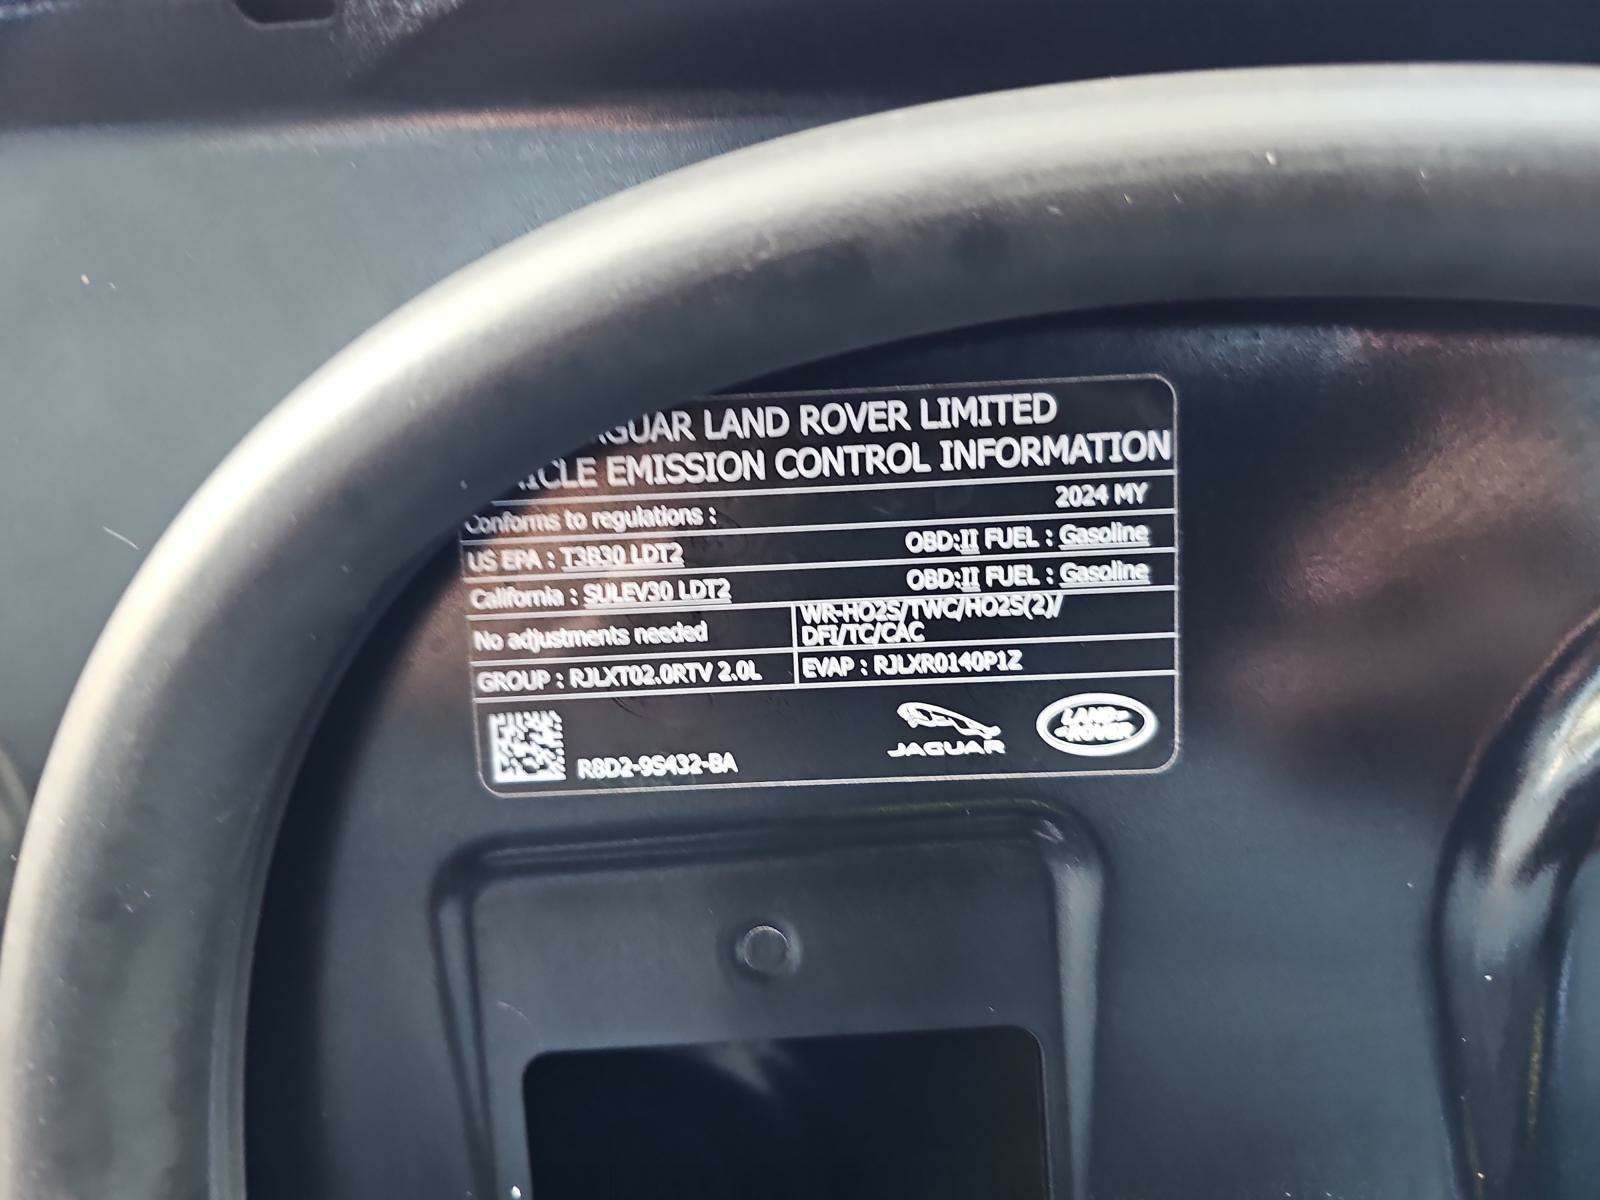 GUAR LAND ROVER LIMITED
ICLE EMISSION CONTROL INFORMATION
2024 MY
Conforms to regulations :
US EPA : T3B30 LDT2 OBD:II FUEL : Gasoline
California : SULEV30 LDT2 OBD:II FUEL : Gasoline
No adjustments needed
WR-HO2S/TWC/HO2S(2)/
DFI/TC/CAC
GROUP : RJLXT02.0RTV 2.0L EVAP : RJLXR0140P1Z
R8D2-9S432-BA
JAGUAR
LAND-
-ROVER